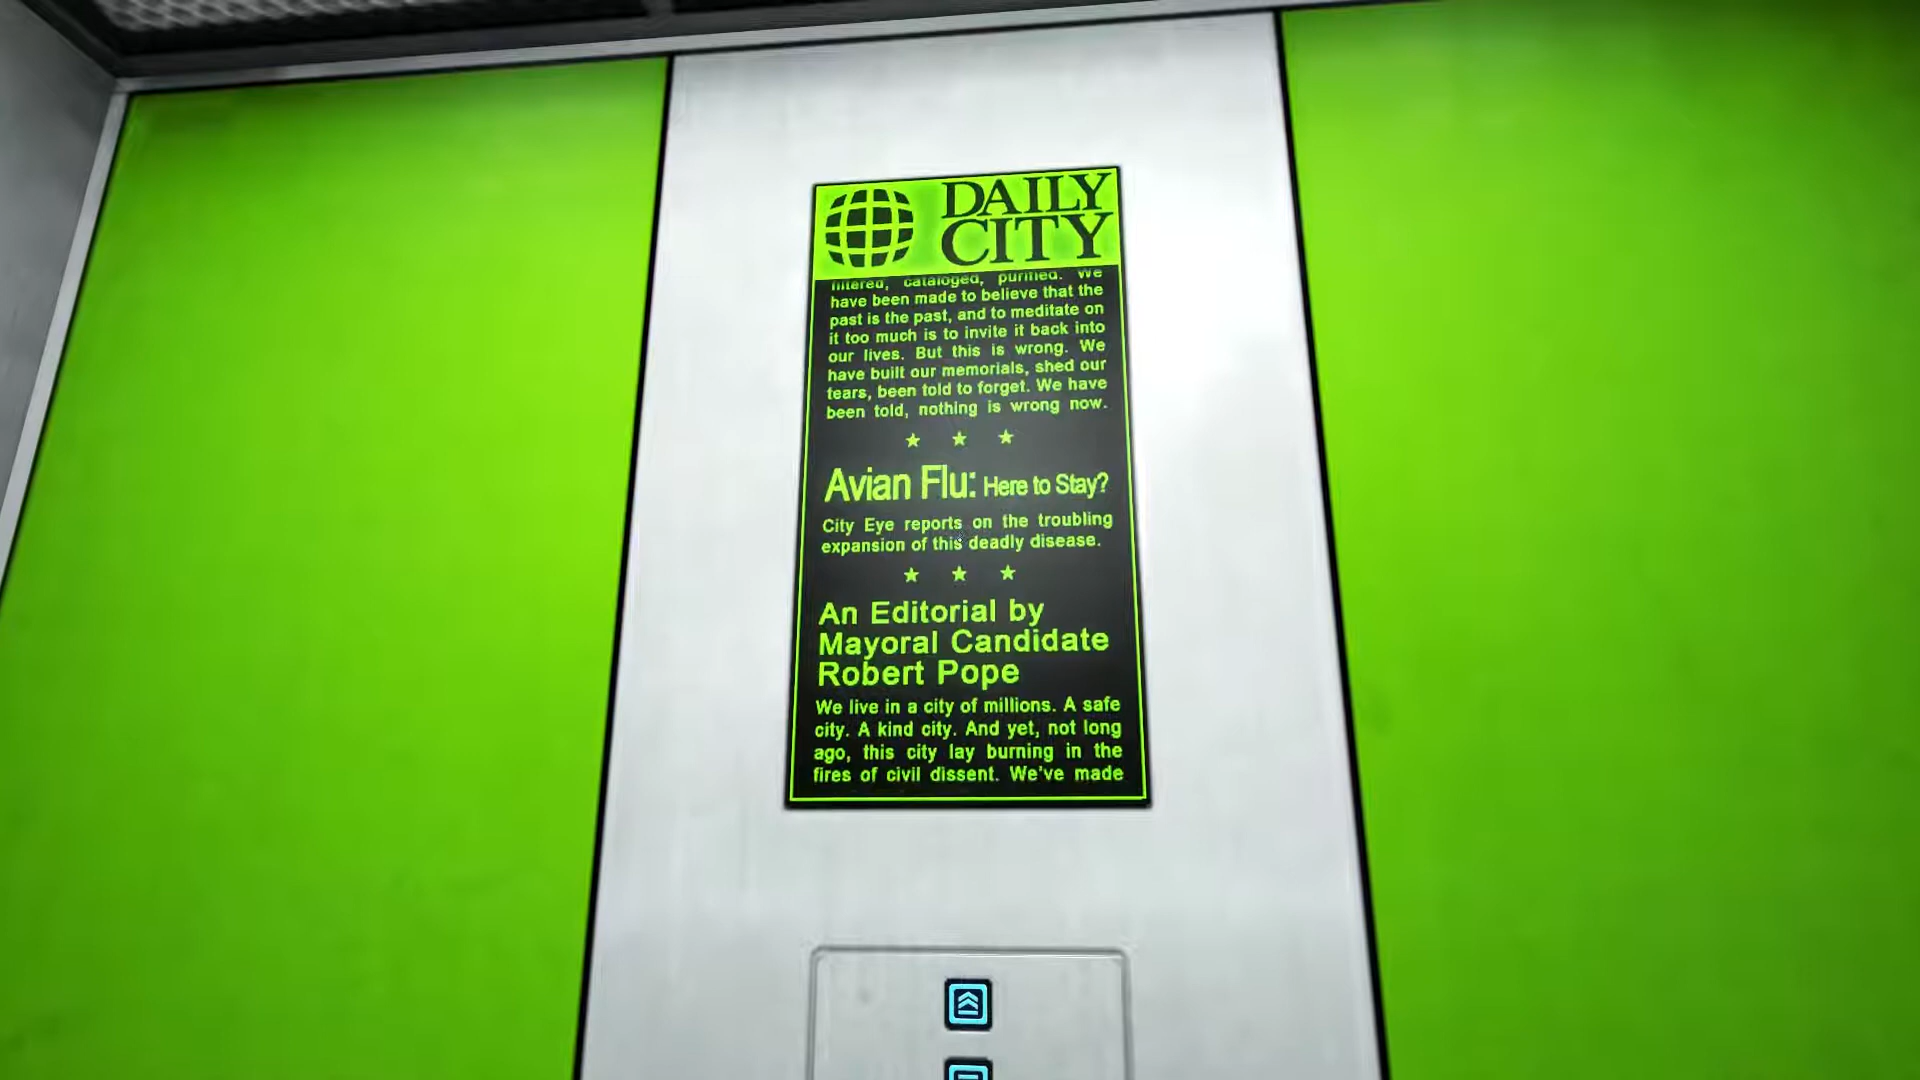 DAILY
CITY
filtered, cataloged, purified. We
have been made to believe that the
past is the past, and to meditate on
it too much is to invite it back into
our lives. But this is wrong. We
have built our memorials, shed our
tears, been told to forget. We have
been told, nothing is wrong now.
Avian Flu: Here to Stay?
City Eye reports on the troubling
expansion of this deadly disease.
An Editorial by
Mayoral Candidate
Robert Pope
We live in a city of millions. A safe
city. A kind city. And yet, not long
ago, this city lay burning in the
fires of civil dissent. We've made